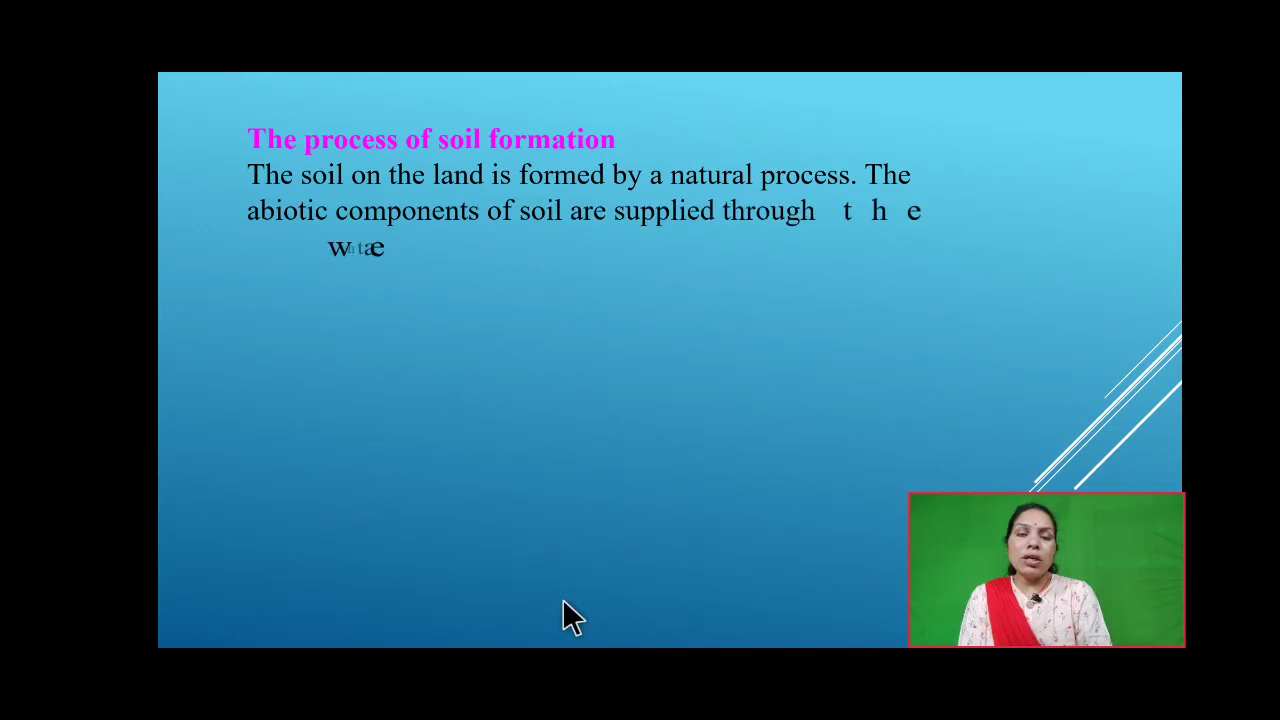 The process of soil formation
The soil on the land is formed by a natural process. The
abiotic components of soil are supplied through the